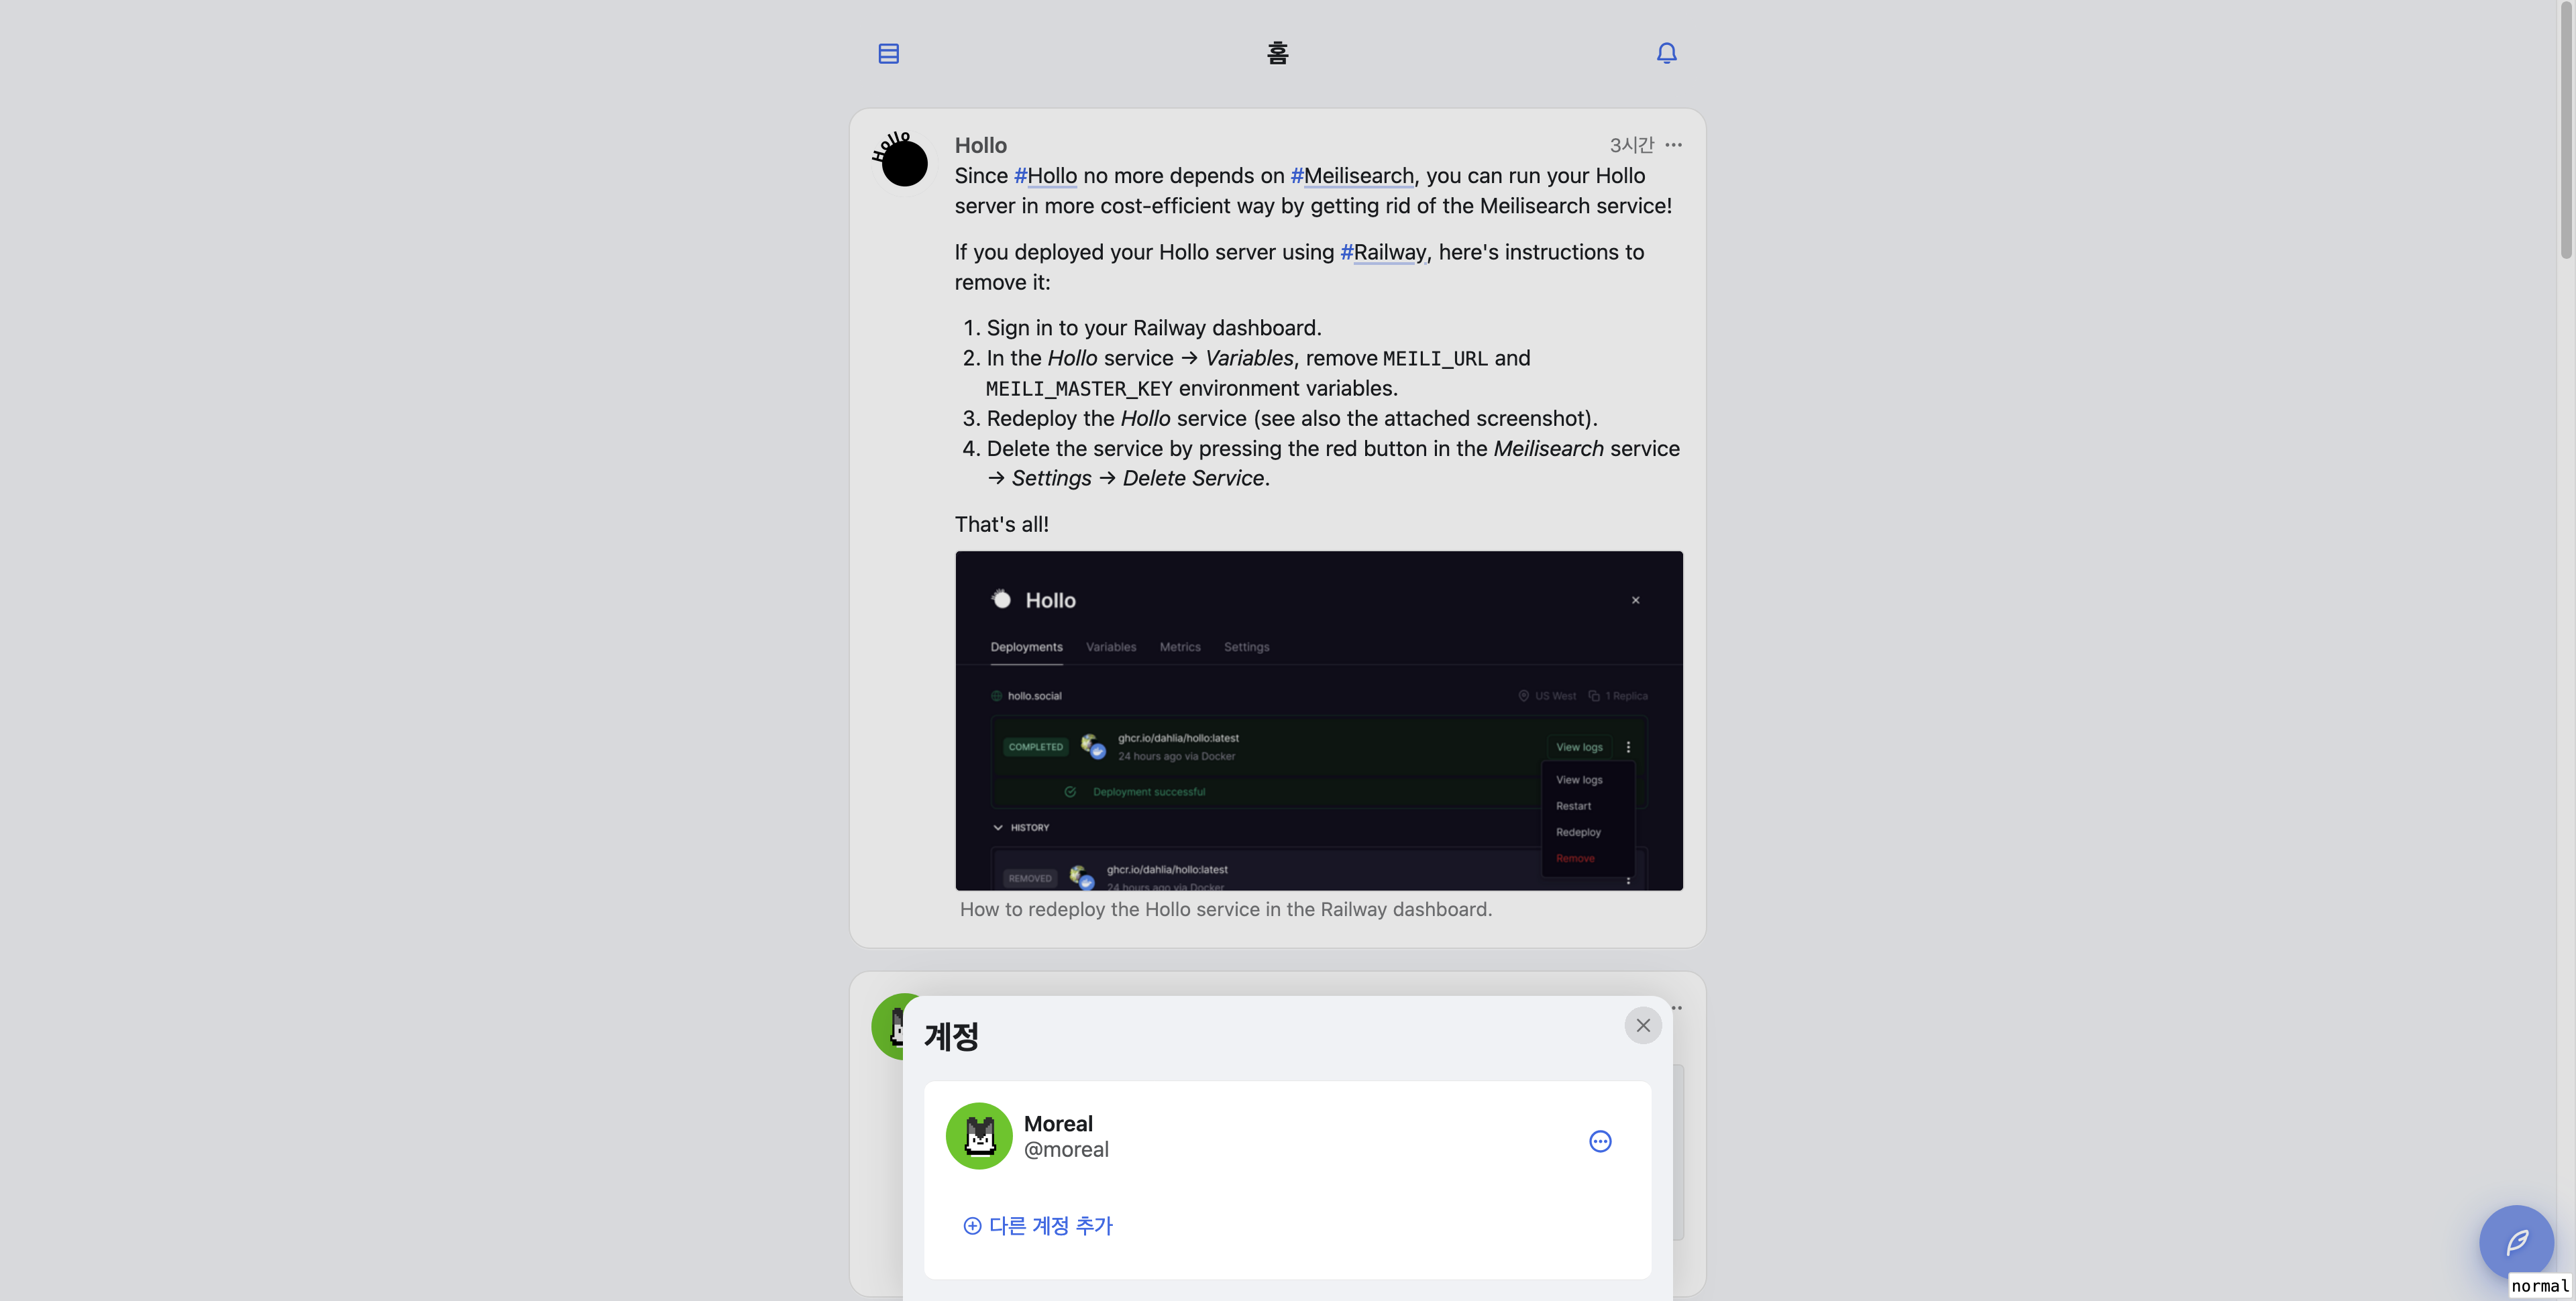 홈
Hollo
Hollo
3시간
Since #Hollo no more depends on #Meilisearch, you can run your Hollo
server in more cost-efficient way by getting rid of the Meilisearch service!
If you deployed your Hollo server using #Railway, here's instructions to
remove it:
1. Sign in to your Railway dashboard.
2. In the Hollo service → Variables, remove MEILI_URL and
MEILI_MASTER_KEY environment variables.
3. Redeploy the Hollo service (see also the attached screenshot).
4. Delete the service by pressing the red button in the Meilisearch service
→ Settings → Delete Service.
That's all!
Hollo
Deployments Variables Metrics Settings
hollo.social
US West 1 Replica
COMPLETED
ghcr.io/dahlia/hollo:latest
24 hours ago via Docker
View logs
Deployment successful
View logs
Restart
Redeploy
Remove
HISTORY
REMOVED
ghcr.io/dahlia/hollo:latest
24 hours ago via Docker
How to redeploy the Hollo service in the Railway dashboard.
계정
Moreal
@moreal
다른 계정 추가
normal